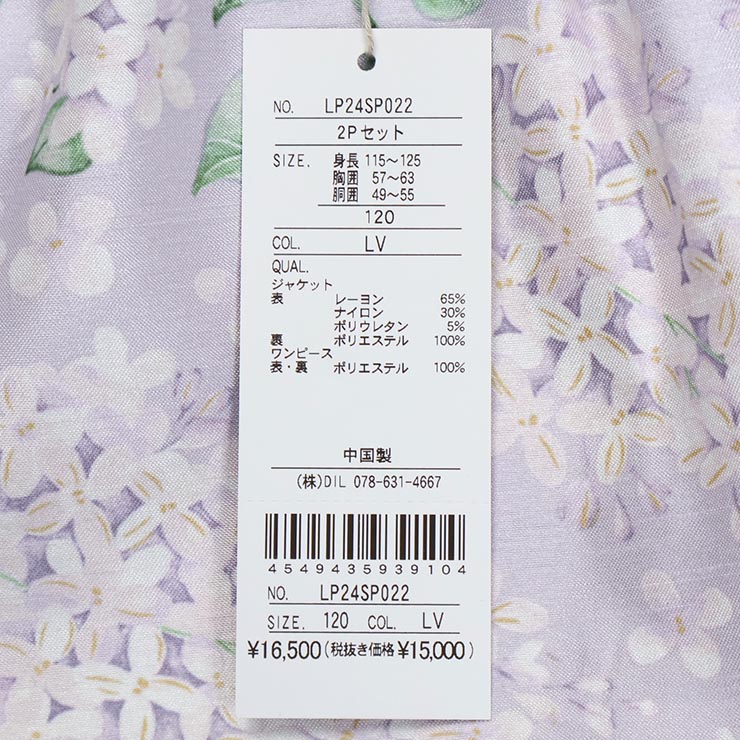 NO. LP24SP022
2Pセット
SIZE. 身長 115～125
胸囲 57～63
胴囲 49～55
120
COL. LV
QUAL.
ジャケット
表 レーヨン 65%
ナイロン 30%
ポリウレタン 5%
裏 ポリエステル 100%
ワンピース
表・裏 ポリエステル 100%
中国製
(株)DIL 078-631-4667
4549435939104
NO. LP24SP022
SIZE. 120 COL. LV
¥16,500(税抜き価格¥15,000)